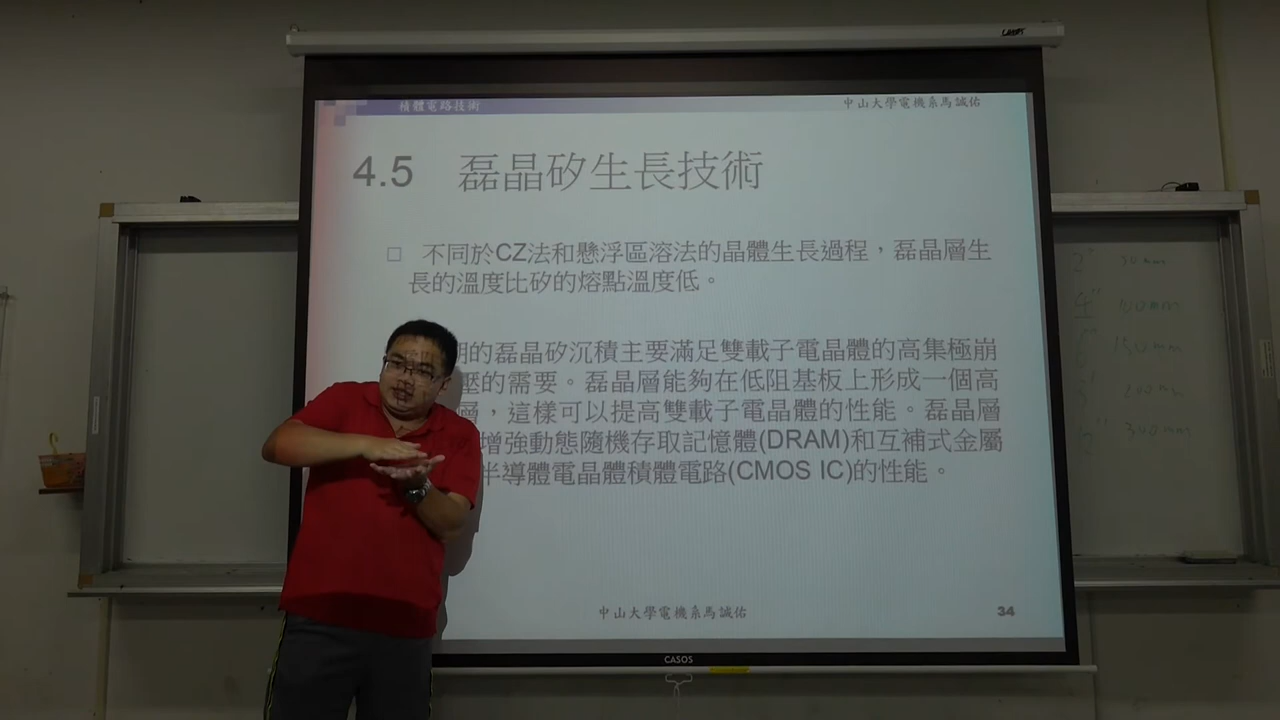 積體電路技術
中山大學電機系馬誠佑
4.5 磊晶矽生長技術
不同於CZ法和懸浮區溶法的晶體生長過程，磊晶層生
長的溫度比矽的熔點溫度低。
期的磊晶矽沉積主要滿足雙載子電晶體的高集極崩
壓的需要。磊晶層能夠在低阻基板上形成一個高
層，這樣可以提高雙載子電晶體的性能。磊晶層
增強動態隨機存取記憶體(DRAM)和互補式金屬
半導體電晶體積體電路(CMOS IC)的性能。
中山大學電機系馬誠佑
34
CASOS
200mm
300mm